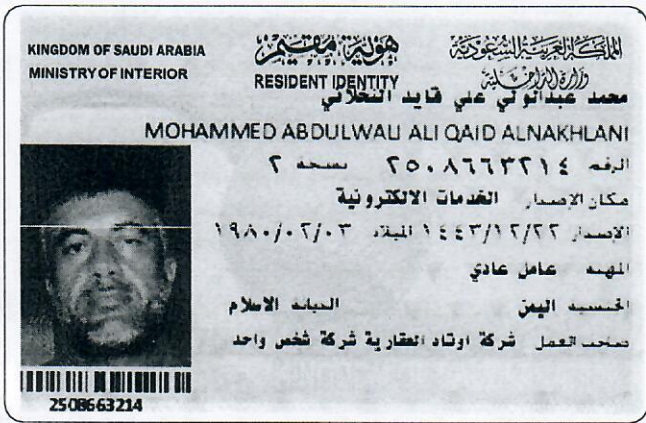 KINGDOM OF SAUDI ARABIA
MINISTRY OF INTERIOR
هوية مقيم
RESIDENT IDENTITY
المملكة العربية السعودية
وزارة الداخلية
محمد عبدالولي علي قايد النخلاني
MOHAMMED ABDULWALI ALI QAID ALNAKHLANI
الرقم ٢٥٠٨٦٦٣٢١٤ نسخة ٢
مكان الإصدار الخدمات الالكترونية
الإصدار ١٤٤٣/١٢/٢٢ الميلاد ١٩٨٠/٠٢/٠٣
المهنة عامل عادي
الجنسية اليمن الديانة الاسلام
صاحب العمل شركة اوتاد العقارية شركة شخص واحد
2508663214